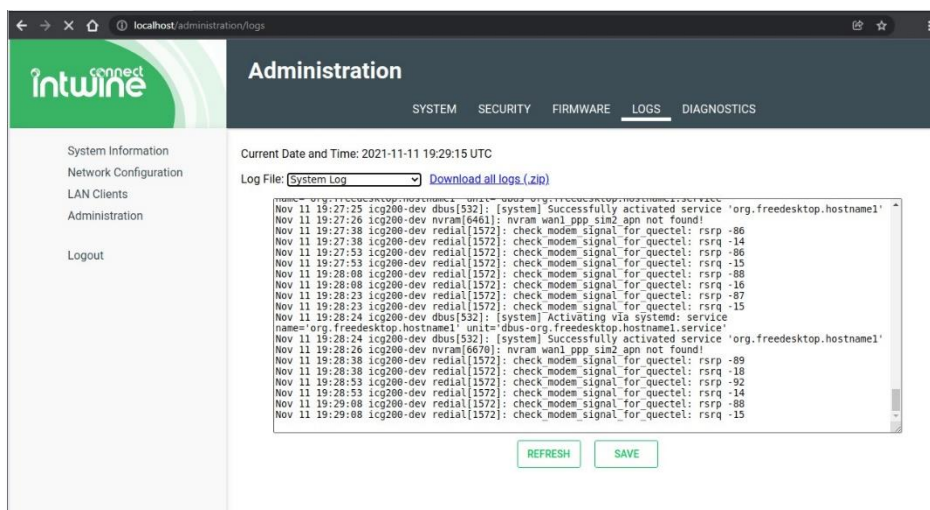 localhost/administration/logs
intwine
connect
Administration
SYSTEM SECURITY FIRMWARE LOGS DIAGNOSTICS
System Information
Network Configuration
LAN Clients
Administration
Logout
Current Date and Time: 2021-11-11 19:29:15 UTC
Log File: System Log Download all logs (.zip)
name='org.freedesktop.hostname1' unit='dbus-org.freedesktop.hostname1.service'
Nov 11 19:27:25 icg200-dev dbus[532]: [system] Successfully activated service 'org.freedesktop.hostname1'
Nov 11 19:27:26 icg200-dev nvram[6461]: nvram wan1_ppp_sim2_apn not found!
Nov 11 19:27:38 icg200-dev redial[1572]: check_modem_signal_for_quectel: rsrp -86
Nov 11 19:27:38 icg200-dev redial[1572]: check_modem_signal_for_quectel: rsrq -14
Nov 11 19:27:53 icg200-dev redial[1572]: check_modem_signal_for_quectel: rsrp -86
Nov 11 19:27:53 icg200-dev redial[1572]: check_modem_signal_for_quectel: rsrq -15
Nov 11 19:28:08 icg200-dev redial[1572]: check_modem_signal_for_quectel: rsrp -88
Nov 11 19:28:08 icg200-dev redial[1572]: check_modem_signal_for_quectel: rsrq -16
Nov 11 19:28:23 icg200-dev redial[1572]: check_modem_signal_for_quectel: rsrp -87
Nov 11 19:28:23 icg200-dev redial[1572]: check_modem_signal_for_quectel: rsrq -15
Nov 11 19:28:24 icg200-dev dbus[532]: [system] Activating via systemd: service
name='org.freedesktop.hostname1' unit='dbus-org.freedesktop.hostname1.service'
Nov 11 19:28:24 icg200-dev dbus[532]: [system] Successfully activated service 'org.freedesktop.hostname1'
Nov 11 19:28:26 icg200-dev nvram[6670]: nvram wan1_ppp_sim2_apn not found!
Nov 11 19:28:38 icg200-dev redial[1572]: check_modem_signal_for_quectel: rsrp -89
Nov 11 19:28:38 icg200-dev redial[1572]: check_modem_signal_for_quectel: rsrq -18
Nov 11 19:28:53 icg200-dev redial[1572]: check_modem_signal_for_quectel: rsrp -92
Nov 11 19:28:53 icg200-dev redial[1572]: check_modem_signal_for_quectel: rsrq -14
Nov 11 19:29:08 icg200-dev redial[1572]: check_modem_signal_for_quectel: rsrp -88
Nov 11 19:29:08 icg200-dev redial[1572]: check_modem_signal_for_quectel: rsrq -15
REFRESH SAVE